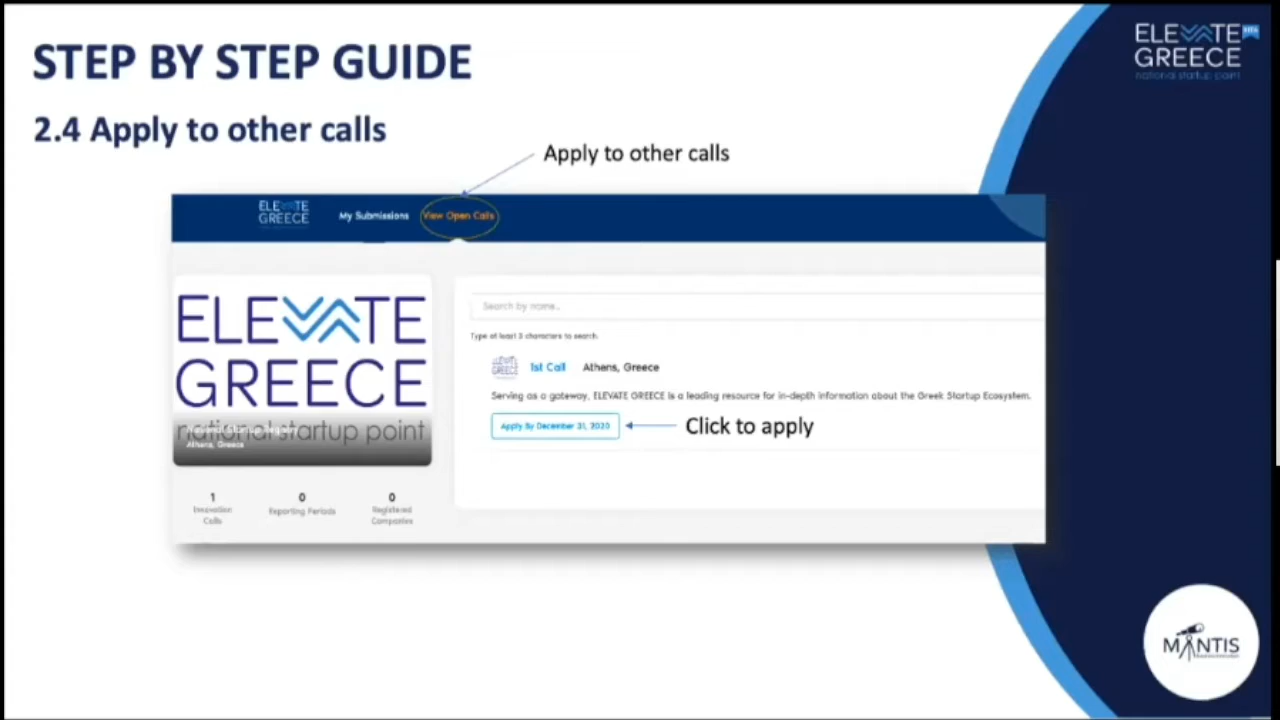 STEP BY STEP GUIDE
ELEVATE
GREECE
national startup point
2.4 Apply to other calls
Apply to other calls
ELEVATE
GREECE
My Submissions
View Open Calls
ELEVATE
GREECE
national startup point
Athens, Greece
Search by name..
Type at least 3 characters to search.
ELEVATE
GREECE
1st Call
Athens, Greece
Serving as a gateway, ELEVATE GREECE is a leading resource for in-depth information about the Greek Startup Ecosystem.
Apply By December 31, 2020
Click to apply
1
Innovation
Calls
0
Reporting Periods
0
Registered
Companies
MANTIS